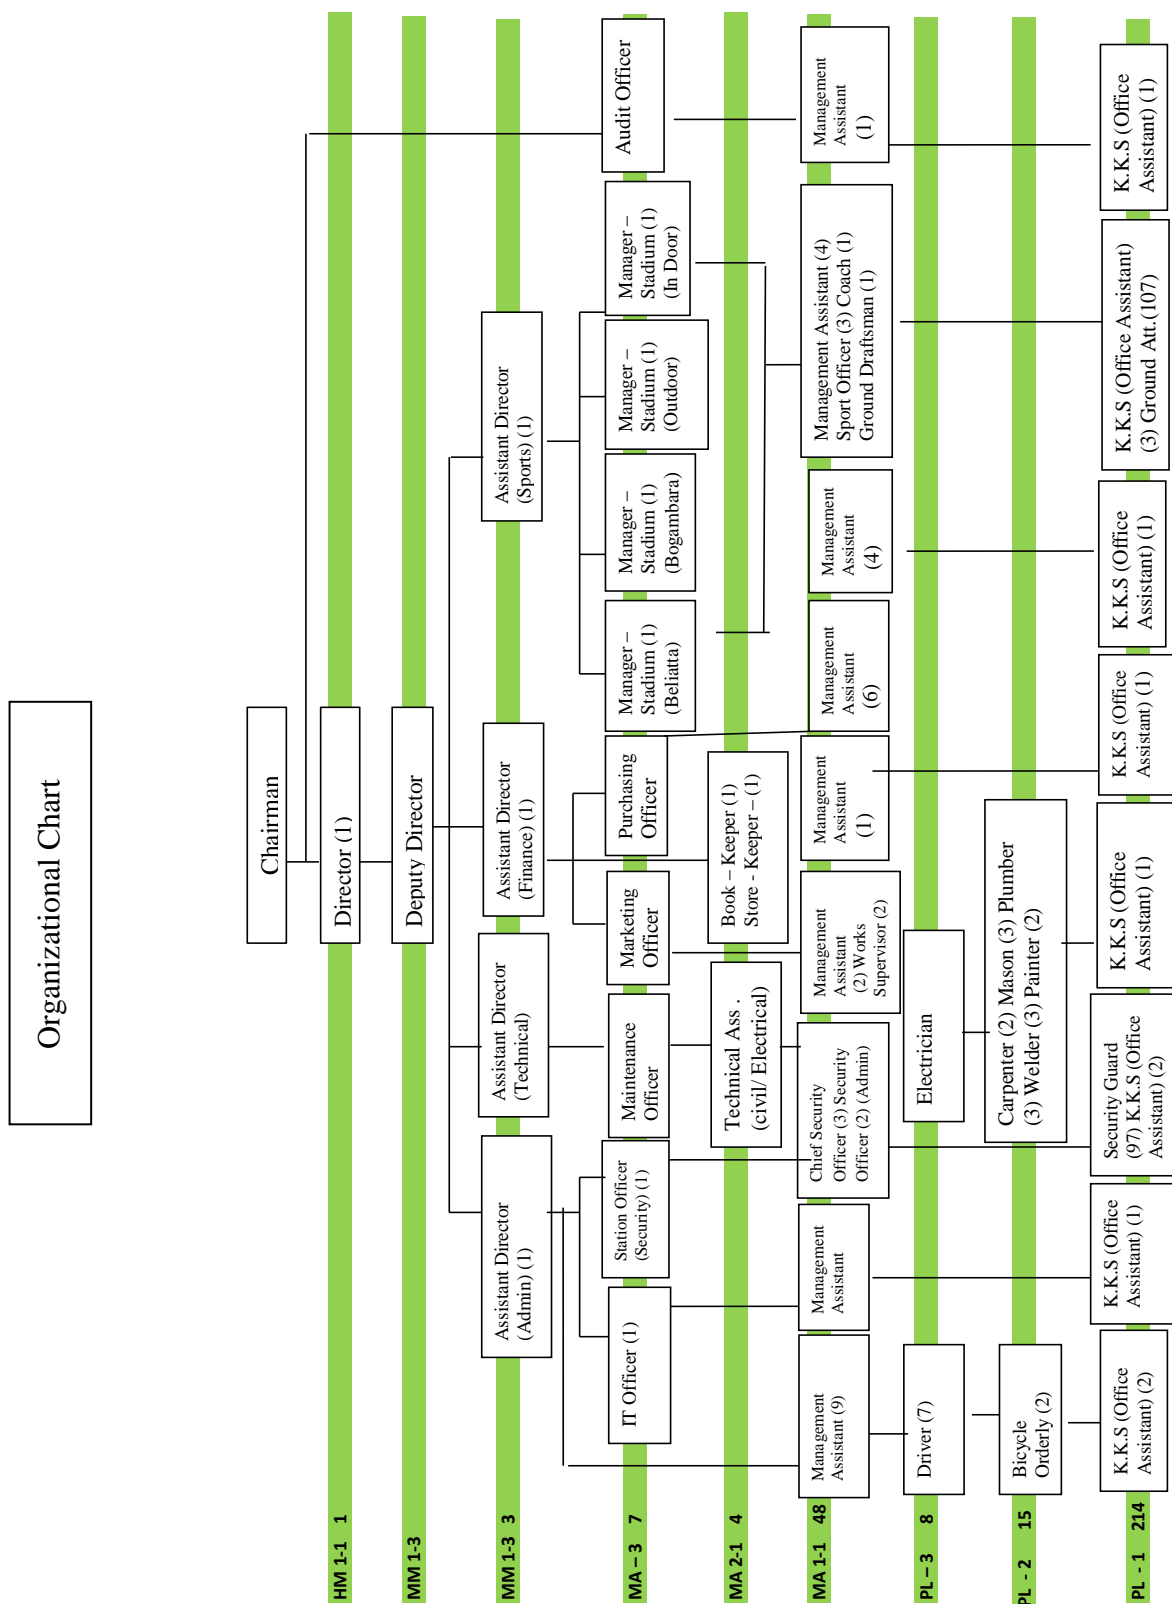 Organizational Chart
Chairman
HM 1-1 1
Director (1)
MM 1-3
Deputy Director
MM 1-3 3
Assistant Director
(Admin) (1)
Assistant Director
(Technical)
Assistant Director
(Finance) (1)
Assistant Director
(Sports) (1)
MA – 3 7
IT Officer (1)
Station Officer
(Security) (1)
Maintenance
Officer
Marketing
Officer
Purchasing
Officer
Manager –
Stadium (1)
(Beliatta)
Manager –
Stadium (1)
(Bogambara)
Manager –
Stadium (1)
(Outdoor)
Manager –
Stadium (1)
(In Door)
Audit Officer
MA 2-1 4
Technical Ass .
(civil/ Electrical)
Book – Keeper (1)
Store - Keeper – (1)
MA 1-1 48
Management
Assistant (9)
Management
Assistant
Chief Security
Officer (3) Security
Officer (2) (Admin)
Management
Assistant
(2) Works
Supervisor (2)
Management
Assistant
(1)
Management
Assistant
(6)
Management
Assistant
(4)
Management Assistant (4)
Sport Officer (3) Coach (1)
Ground Draftsman (1)
Management
Assistant
(1)
PL – 3 8
Driver (7)
Electrician
PL - 2 15
Bicycle
Orderly (2)
Carpenter (2) Mason (3) Plumber
(3) Welder (3) Painter (2)
PL - 1 214
K.K.S (Office
Assistant) (2)
K.K.S (Office
Assistant) (1)
Security Guard
(97) K.K.S (Office
Assistant) (2)
K.K.S (Office
Assistant) (1)
K.K.S (Office
Assistant) (1)
K.K.S (Office
Assistant) (1)
K.K.S (Office Assistant)
(3) Ground Att.(107)
K.K.S (Office
Assistant) (1)